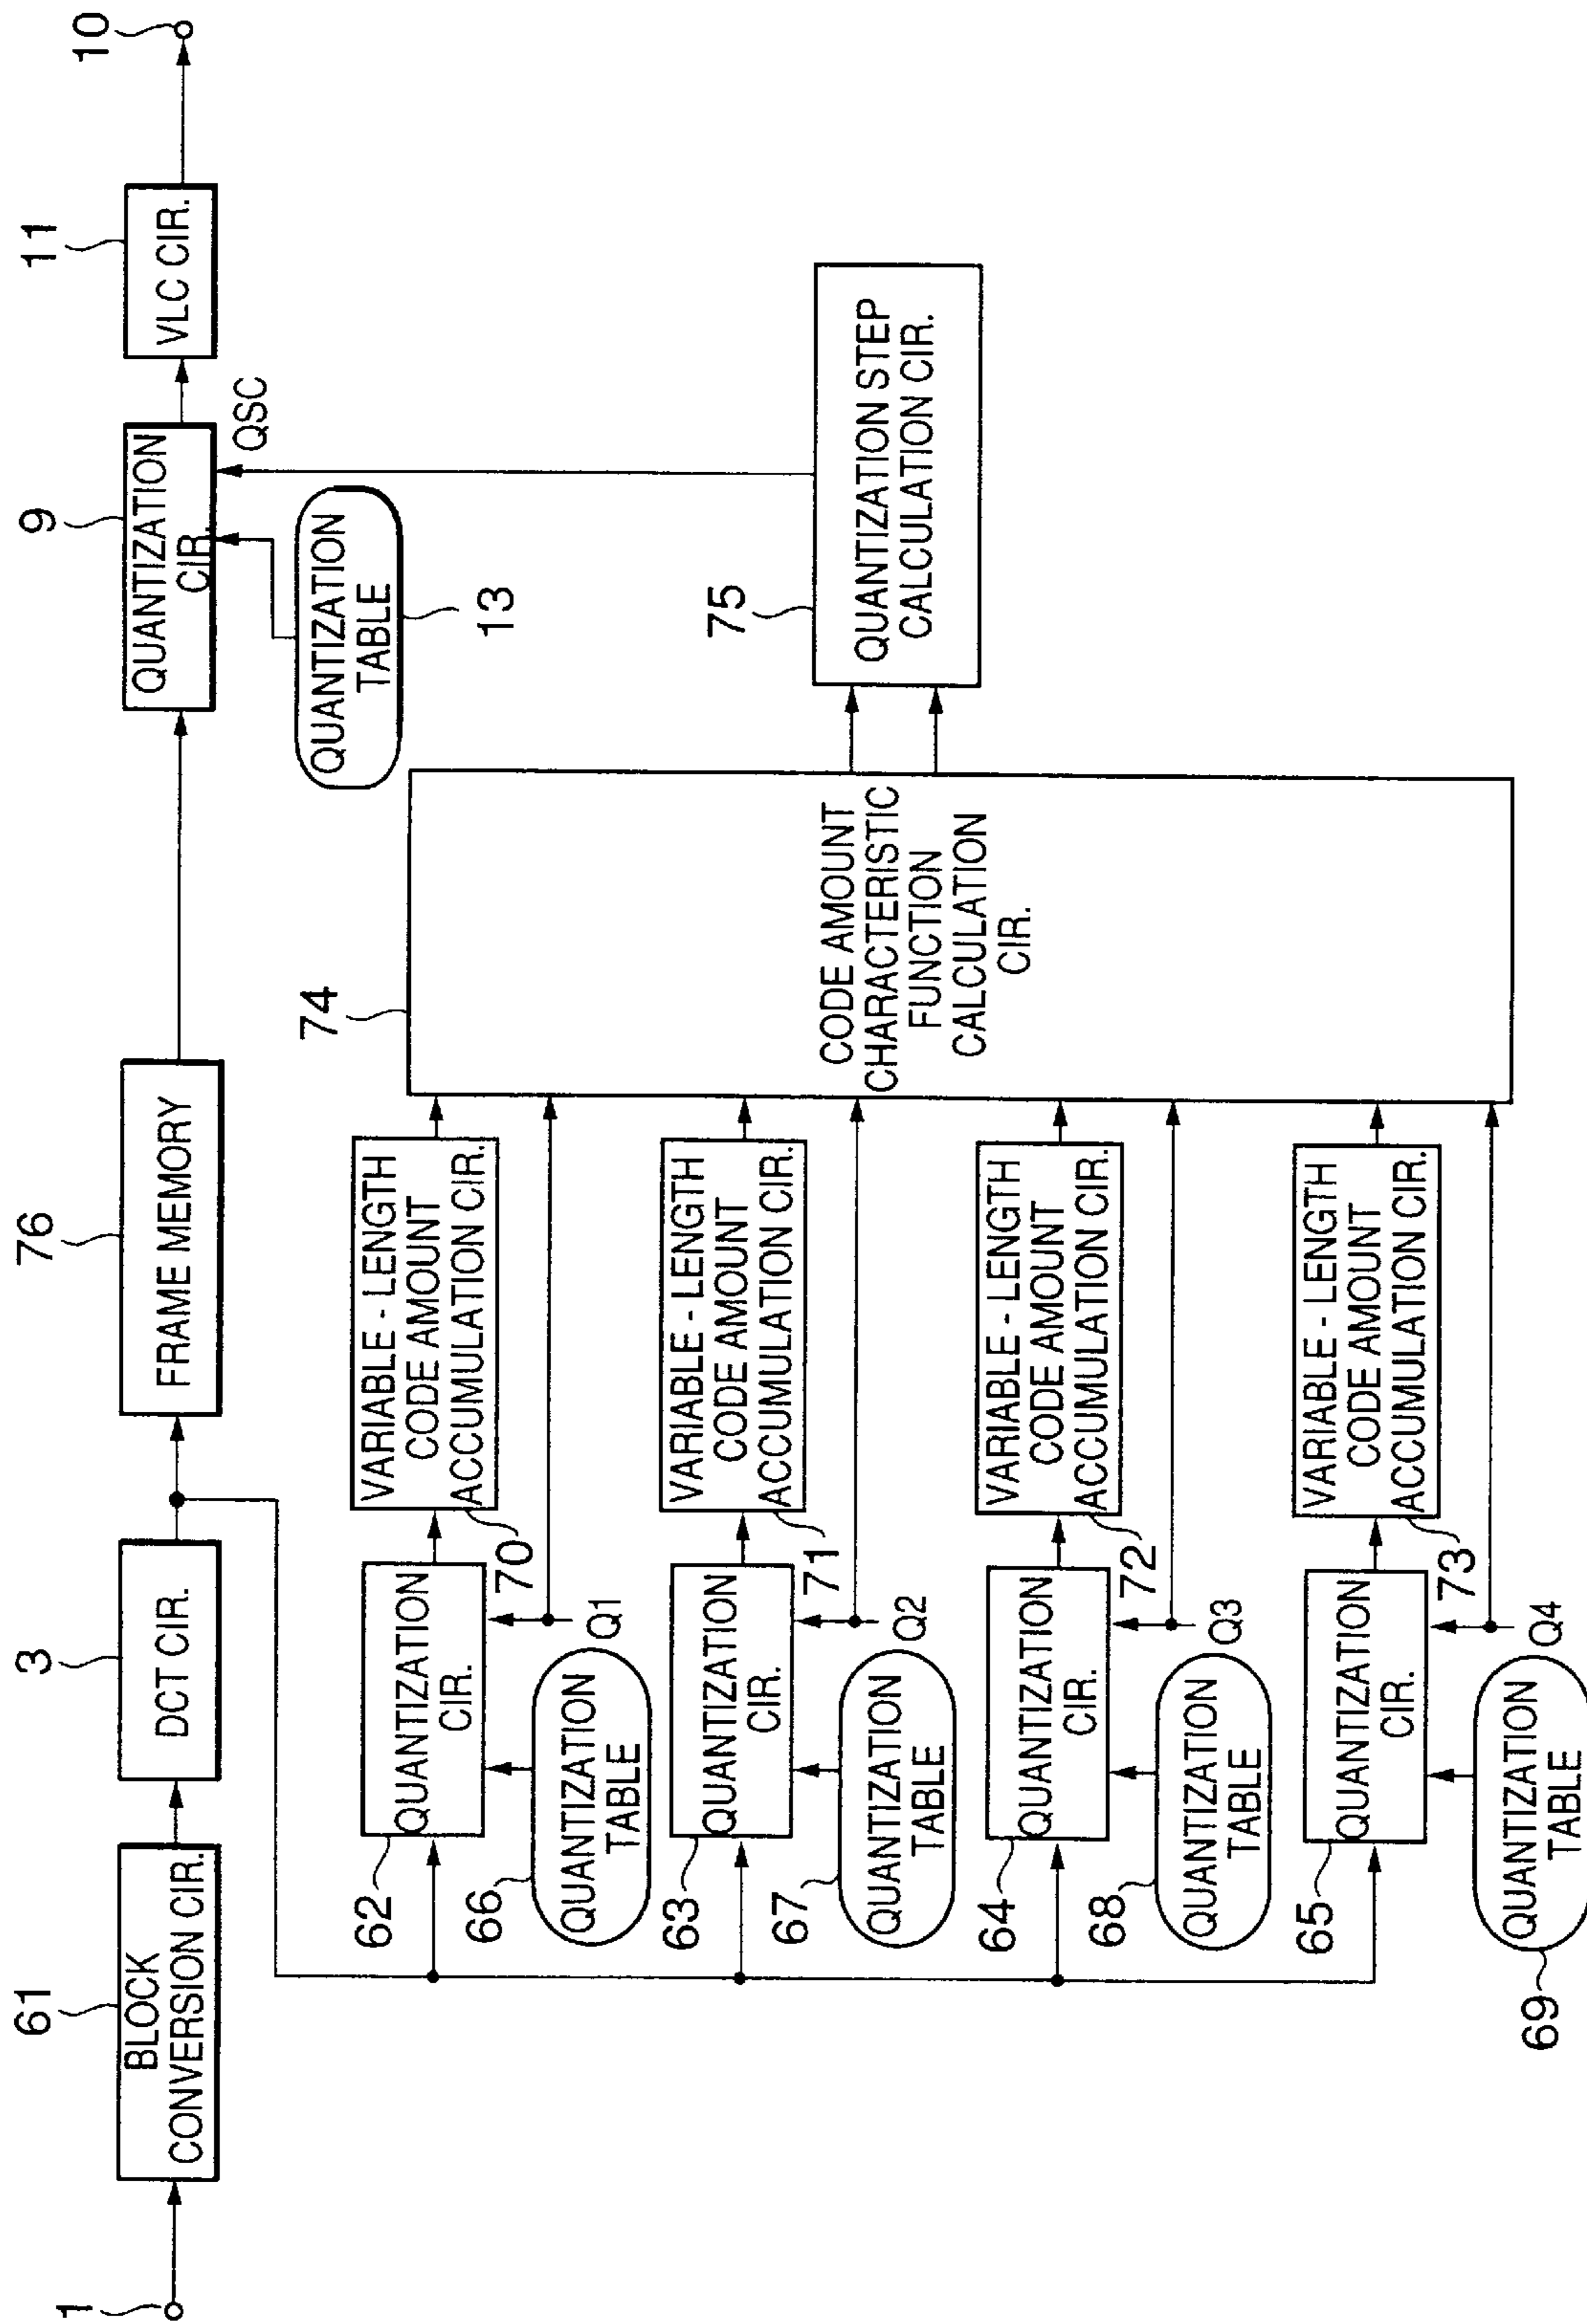 1
61
BLOCK
CONVERSION CIR.
3
DCT CIR.
76
FRAME MEMORY
9
QUANTIZATION
CIR.
QSC
11
VLC CIR.
10
QUANTIZATION
TABLE
13
62
QUANTIZATION
CIR.
66
QUANTIZATION
TABLE
Q1
70
VARIABLE - LENGTH
CODE AMOUNT
ACCUMULATION CIR.
63
QUANTIZATION
CIR.
67
QUANTIZATION
TABLE
Q2
71
VARIABLE - LENGTH
CODE AMOUNT
ACCUMULATION CIR.
64
QUANTIZATION
CIR.
68
QUANTIZATION
TABLE
Q3
72
VARIABLE - LENGTH
CODE AMOUNT
ACCUMULATION CIR.
65
QUANTIZATION
CIR.
69
QUANTIZATION
TABLE
Q4
73
VARIABLE - LENGTH
CODE AMOUNT
ACCUMULATION CIR.
74
CODE AMOUNT
CHARACTERISTIC
FUNCTION
CALCULATION
CIR.
75
QUANTIZATION STEP
CALCULATION CIR.